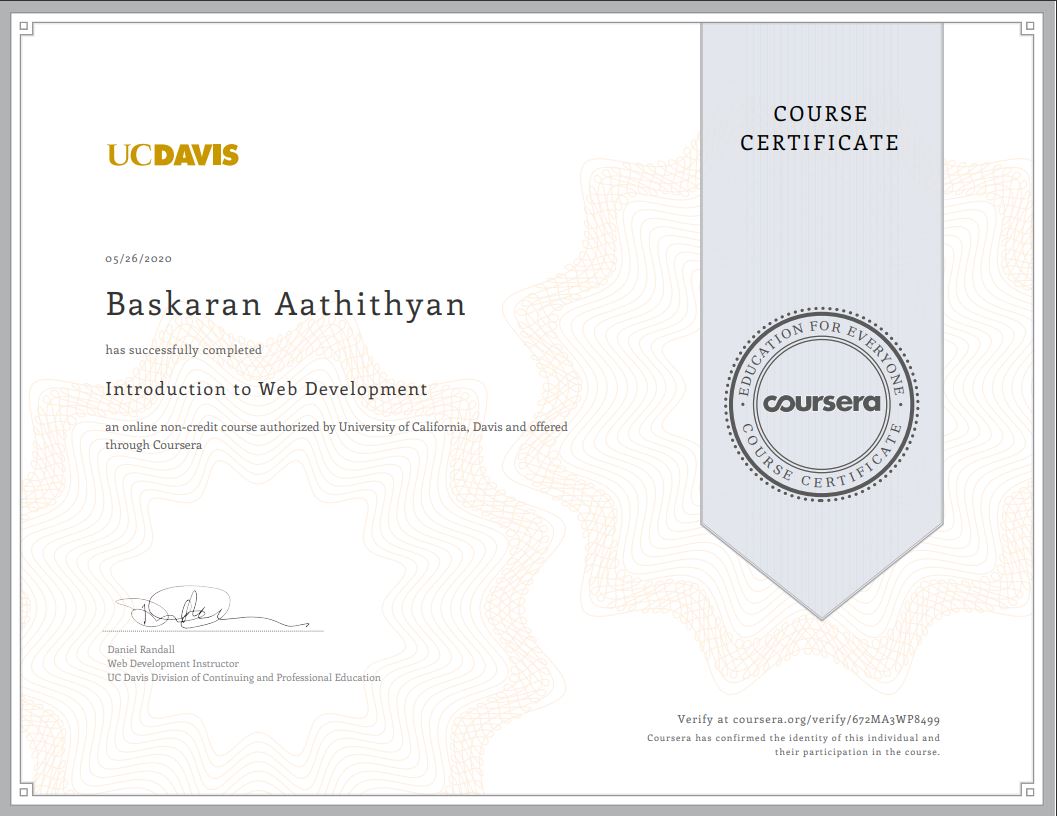 COURSE
CERTIFICATE
UCDAVIS
05/26/2020
Baskaran Aathithyan
has successfully completed
Introduction to Web Development
an online non-credit course authorized by University of California, Davis and offered
through Coursera
EDUCATION FOR EVERYONE
coursera
COURSE CERTIFICATE
Daniel Randall
Web Development Instructor
UC Davis Division of Continuing and Professional Education
Verify at coursera.org/verify/672MA3WP8499
Coursera has confirmed the identity of this individual and
their participation in the course.